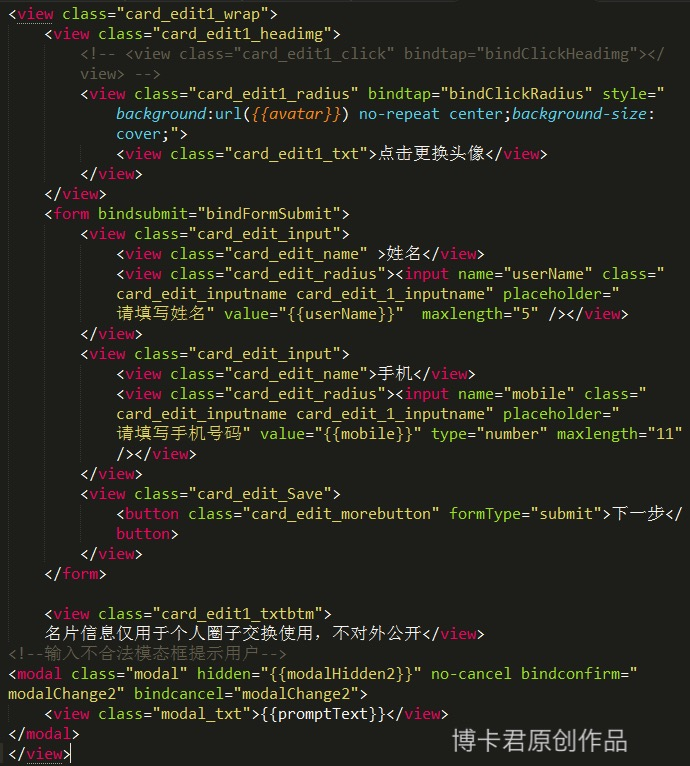 <view class="card_edit1_wrap">
<view class="card_edit1_headimg">
<!-- <view class="card_edit1_click" bindtap="bindClickHeadimg"></
view> -->
<view class="card_edit1_radius" bindtap="bindClickRadius" style="
background:url({{avatar}}) no-repeat center;background-size:
cover;">
<view class="card_edit1_txt">点击更换头像</view>
</view>
</view>
<form bindsubmit="bindFormSubmit">
<view class="card_edit_input">
<view class="card_edit_name" >姓名</view>
<view class="card_edit_radius"><input name="userName" class="
card_edit_inputname card_edit_1_inputname" placeholder="
请填写姓名" value="{{userName}}"  maxlength="5" /></view>
</view>
<view class="card_edit_input">
<view class="card_edit_name">手机</view>
<view class="card_edit_radius"><input name="mobile" class="
card_edit_inputname card_edit_1_inputname" placeholder="
请填写手机号码" value="{{mobile}}" type="number" maxlength="11"
/></view>
</view>
<view class="card_edit_Save">
<button class="card_edit_morebutton" formType="submit">下一步</
button>
</view>
</form>
<view class="card_edit1_txtbtm">
名片信息仅用于个人圈子交换使用，不对外公开</view>
<!--输入不合法模态框提示用户-->
<modal class="modal" hidden="{{modalHidden2}}" no-cancel bindconfirm="
modalChange2" bindcancel="modalChange2">
<view class="modal_txt">{{promptText}}</view>
</modal>
</view>
博卡君原创作品